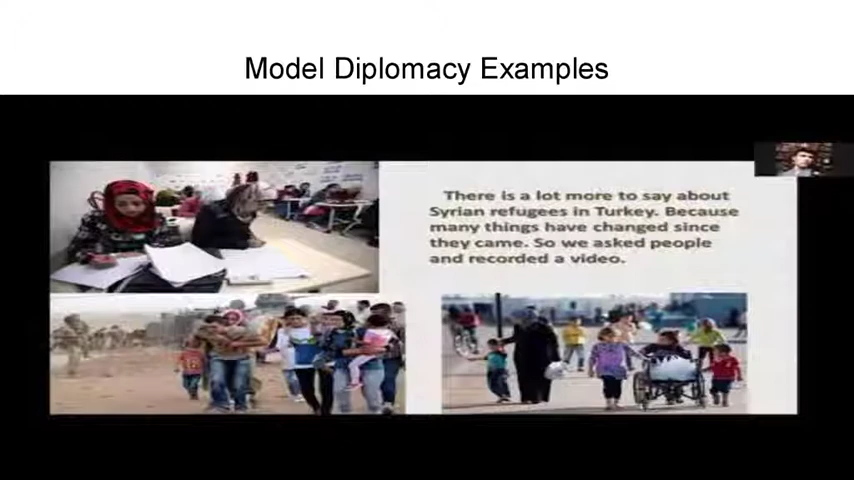 Model Diplomacy Examples
There is a lot more to say about
Syrian refugees in Turkey. Because
many things have changed since
they came. So we asked people
and recorded a video.